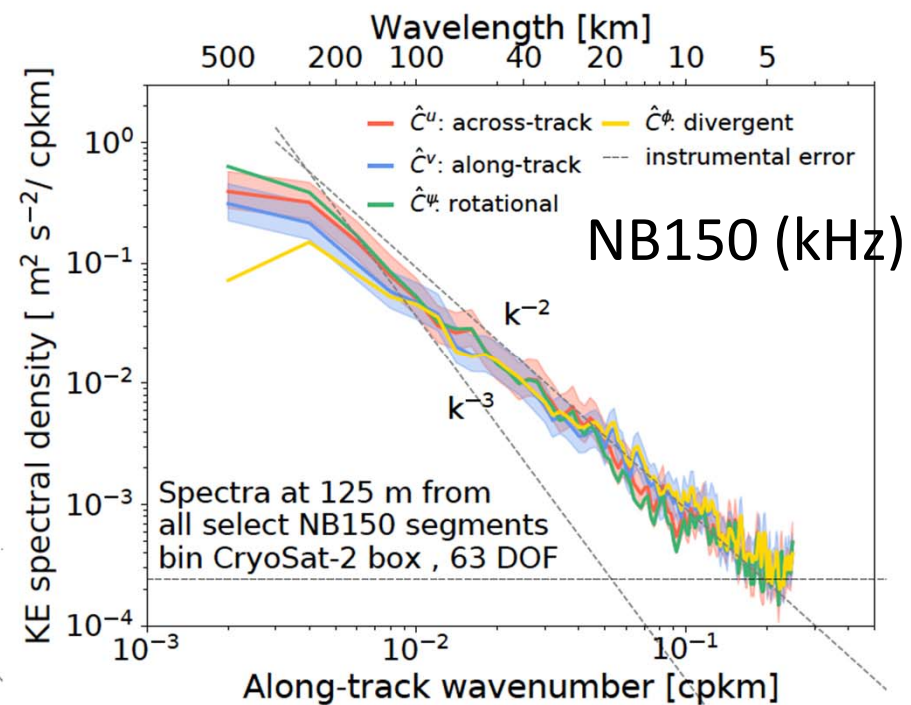 Wavelength [km]
500 200 100 40 20 10 5
KE spectral density [ m² s⁻²/ cpkm]
10⁰
10⁻¹
10⁻²
10⁻³
10⁻⁴
Ĉᵘ: across-track
Ĉᵛ: along-track
Ĉᵠ: rotational
Ĉᶲ: divergent
instrumental error
NB150 (kHz)
k⁻²
k⁻³
Spectra at 125 m from
all select NB150 segments
bin CryoSat-2 box , 63 DOF
10⁻³ 10⁻² 10⁻¹
Along-track wavenumber [cpkm]